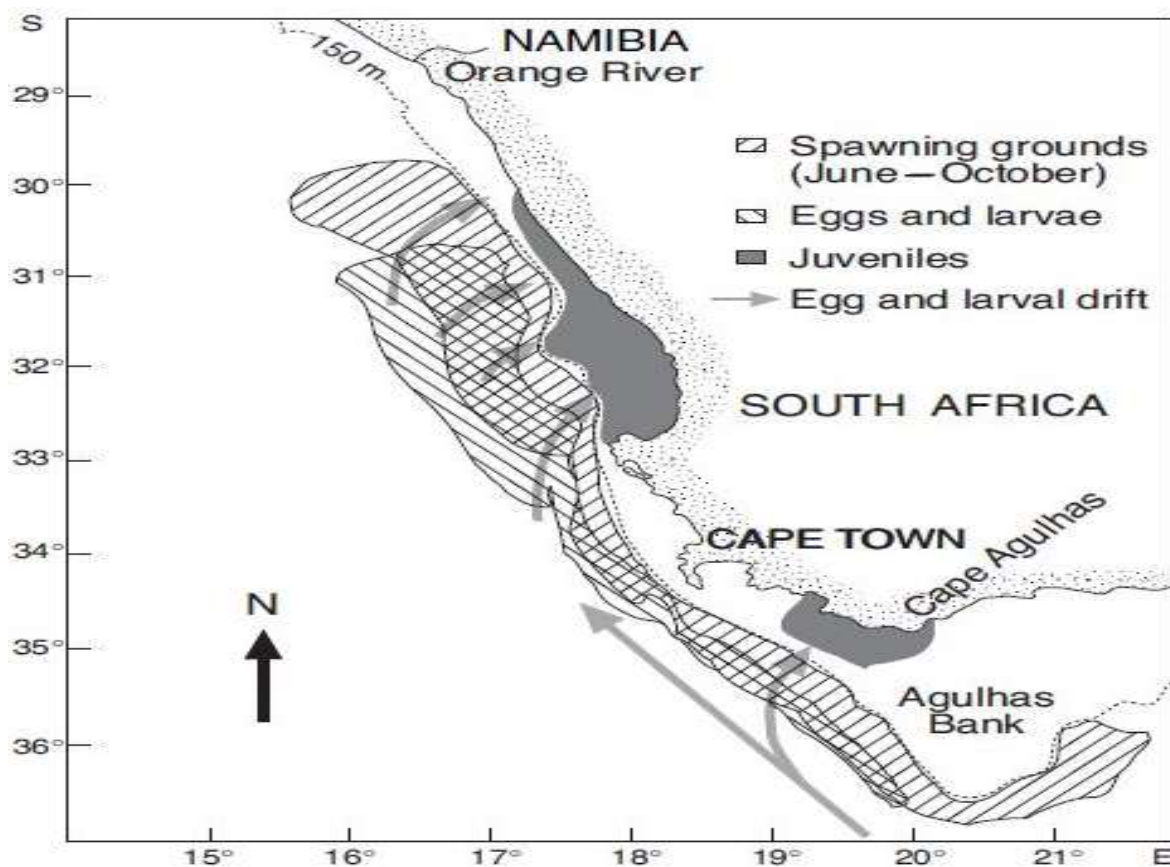 S
NAMIBIA
Orange River
150 m.
29°
Spawning grounds
(June—October)
30°
Eggs and larvae
Juveniles
31°
Egg and larval drift
32°
SOUTH AFRICA
33°
34°
CAPE TOWN
Cape Agulhas
N
35°
Agulhas
Bank
36°
15° 16° 17° 18° 19° 20° 21° E